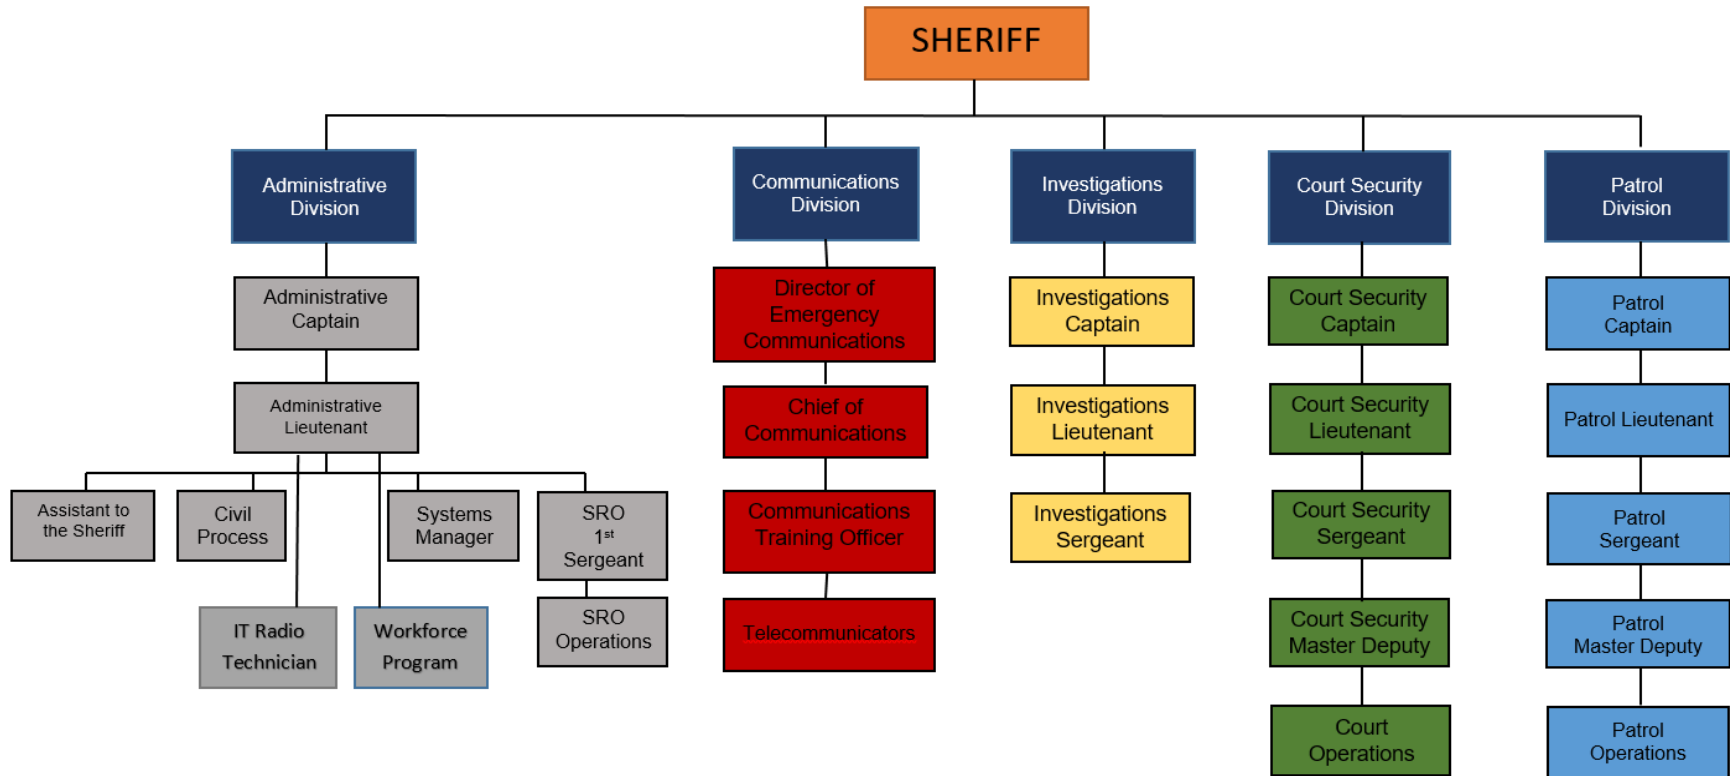 SHERIFF
Administrative
Division
Communications
Division
Investigations
Division
Court Security
Division
Patrol
Division
Administrative
Captain
Director of
Emergency
Communications
Investigations
Captain
Court Security
Captain
Patrol
Captain
Administrative
Lieutenant
Chief of
Communications
Investigations
Lieutenant
Court Security
Lieutenant
Patrol Lieutenant
Assistant to
the Sheriff
Civil
Process
Systems
Manager
SRO
1st
Sergeant
Communications
Training Officer
Investigations
Sergeant
Court Security
Sergeant
Patrol
Sergeant
IT Radio
Technician
Workforce
Program
SRO
Operations
Telecommunicators
Court Security
Master Deputy
Patrol
Master Deputy
Court
Operations
Patrol
Operations